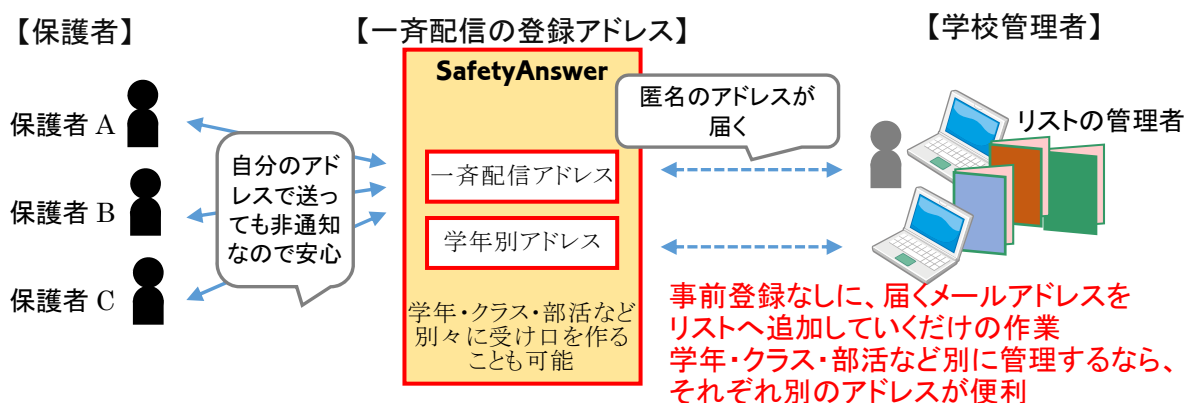 【保護者】
【一斉配信の登録アドレス】
【学校管理者】
SafetyAnswer
匿名のアドレスが
届く
リストの管理者
保護者 A
保護者 B
保護者 C
自分のアド
レスで送っ
ても非通知
なので安心
一斉配信アドレス
学年別アドレス
学年・クラス・部活など
別々に受け口を作る
ことも可能
事前登録なしに、届くメールアドレスを
リストへ追加していくだけの作業
学年・クラス・部活など別に管理するなら、
それぞれ別のアドレスが便利